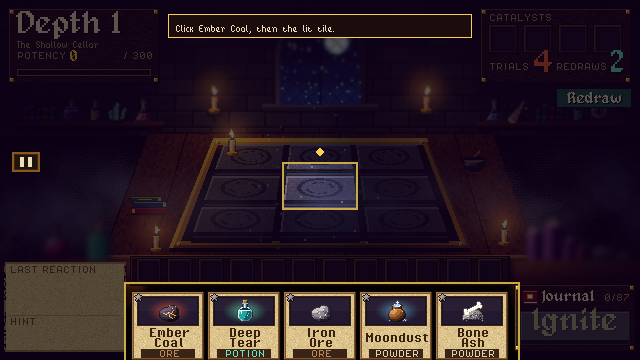 Depth 1
The Shallow Cellar
POTENCY 0 / 300
Click Ember Coal, then the lit tile.
CATALYSTS
TRIALS 4 REDRAWS 2
Redraw
LAST REACTION
HINT
Journal 0/87
Ignite
Ember Coal
ORE
Deep Tear
POTION
Iron Ore
ORE
Moondust
POWDER
Bone Ash
POWDER